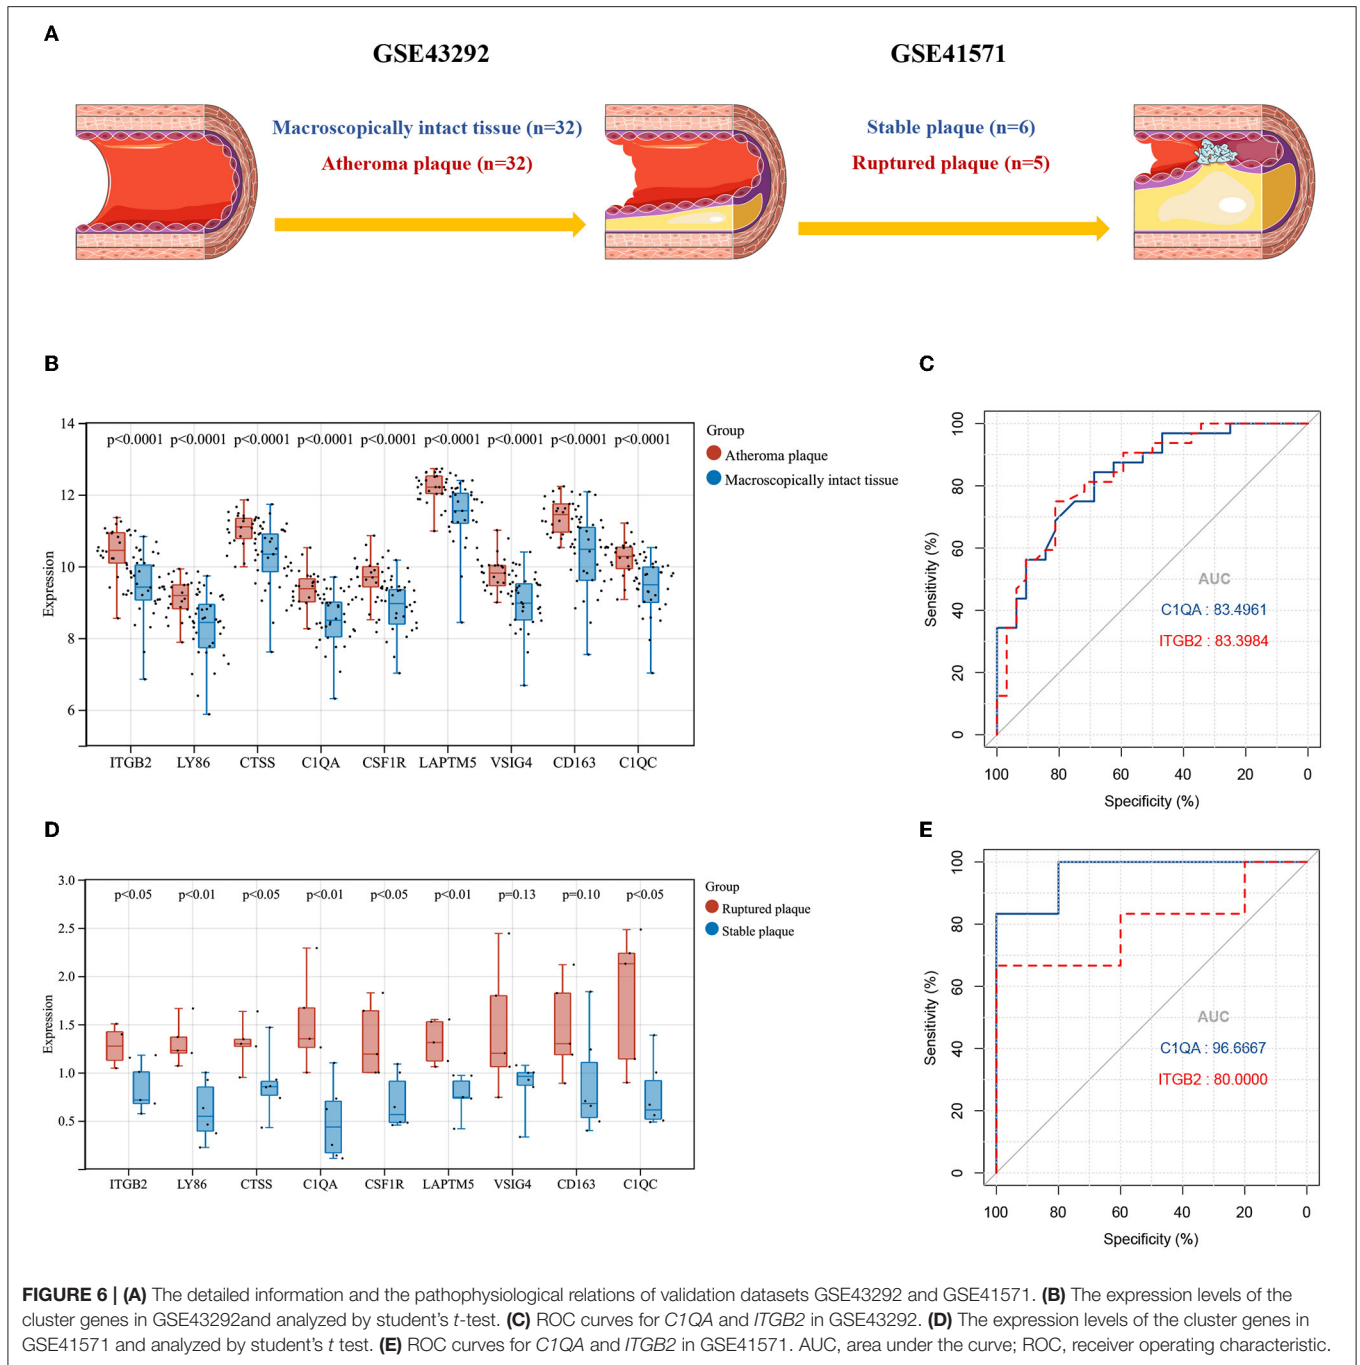 A
GSE43292
GSE41571
Macroscopically intact tissue (n=32)
Atheroma plaque (n=32)
Stable plaque (n=6)
Ruptured plaque (n=5)
B
14
12
10
8
6
Expression
p<0.0001 p<0.0001 p<0.0001 p<0.0001 p<0.0001 p<0.0001 p<0.0001 p<0.0001 p<0.0001
ITGB2 LY86 CTSS C1QA CSF1R LAPTM5 VSIG4 CD163 C1QC
Group
Atheroma plaque
Macroscopically intact tissue
C
100
80
60
40
20
0
Sensitivity (%)
AUC
C1QA : 83.4961
ITGB2 : 83.3984
100 80 60 40 20 0
Specificity (%)
D
3.0
2.5
2.0
1.5
1.0
0.5
Expression
p<0.05 p<0.01 p<0.05 p<0.01 p<0.05 p<0.01 p=0.13 p=0.10 p<0.05
ITGB2 LY86 CTSS C1QA CSF1R LAPTM5 VSIG4 CD163 C1QC
Group
Ruptured plaque
Stable plaque
E
100
80
60
40
20
0
Sensitivity (%)
AUC
C1QA : 96.6667
ITGB2 : 80.0000
100 80 60 40 20 0
Specificity (%)
FIGURE 6 | (A) The detailed information and the pathophysiological relations of validation datasets GSE43292 and GSE41571. (B) The expression levels of the
cluster genes in GSE43292and analyzed by student's t-test. (C) ROC curves for C1QA and ITGB2 in GSE43292. (D) The expression levels of the cluster genes in
GSE41571 and analyzed by student's t test. (E) ROC curves for C1QA and ITGB2 in GSE41571. AUC, area under the curve; ROC, receiver operating characteristic.